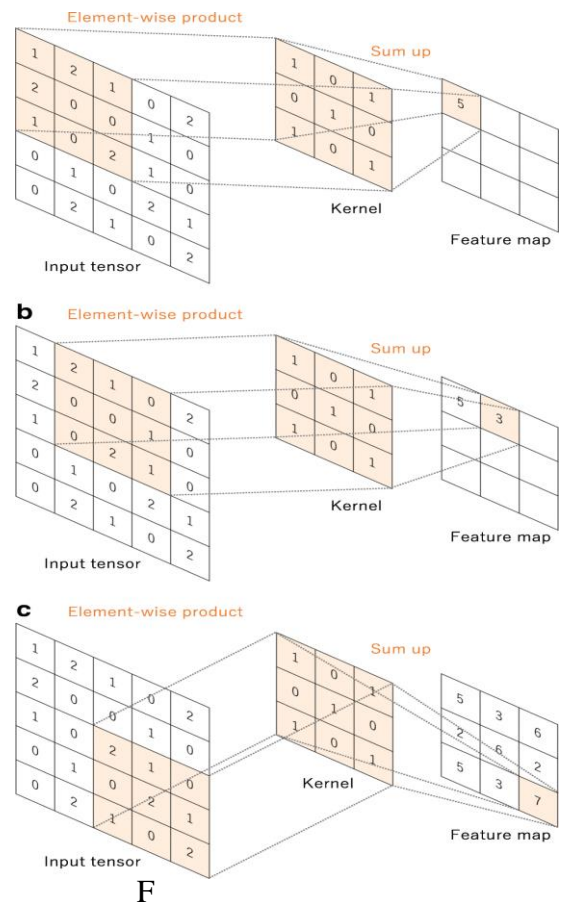 Element-wise product
Sum up
1 2 1 0 2
2 0 0 1 0
1 0 2 1 0
0 1 0 2 1
0 2 1 0 2
1 0 1
0 1 0
1 0 1
5
Input tensor
Kernel
Feature map
b
Element-wise product
Sum up
1 2 1 0 2
2 0 0 1 0
1 0 2 1 0
0 1 0 2 1
0 2 1 0 2
1 0 1
0 1 0
1 0 1
5 3
Input tensor
Kernel
Feature map
c
Element-wise product
Sum up
1 2 1 0 2
2 0 0 1 0
1 0 2 1 0
0 1 0 2 1
0 2 1 0 2
1 0 1
0 1 0
1 0 1
5 3 6
2 6 2
5 3 7
Input tensor
Kernel
Feature map
F